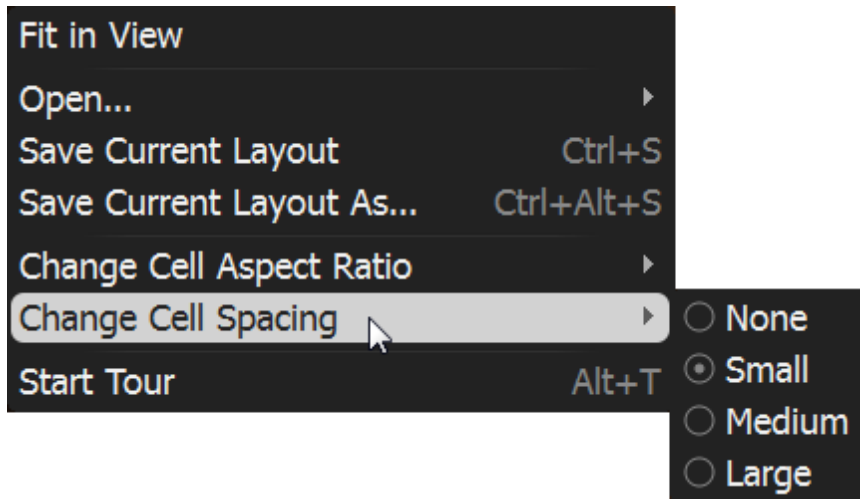 Fit in View
Open...
Save Current Layout Ctrl+S
Save Current Layout As... Ctrl+Alt+S
Change Cell Aspect Ratio
Change Cell Spacing
Start Tour Alt+T
None
Small
Medium
Large